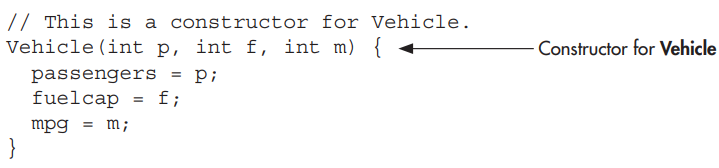 // This is a constructor for Vehicle.
Vehicle(int p, int f, int m) { Constructor for Vehicle
passengers = p;
fuelcap = f;
mpg = m;
}